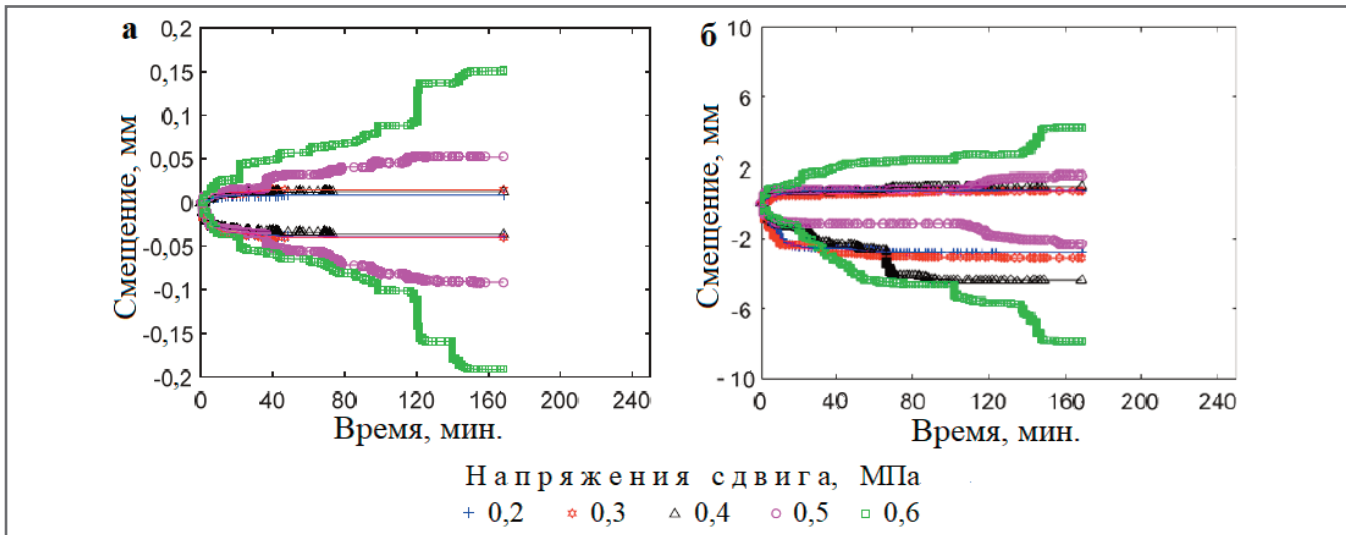 а
0,2
0,15
0,1
0,05
0
-0,05
-0,1
-0,15
-0,2
Смещение, мм
0 40 80 120 160 200 240
Время, мин.
б
10
6
2
-2
-6
-10
Смещение, мм
0 40 80 120 160 200 240
Время, мин.
Напряжения сдвига, МПа
0,2 0,3 0,4 0,5 0,6